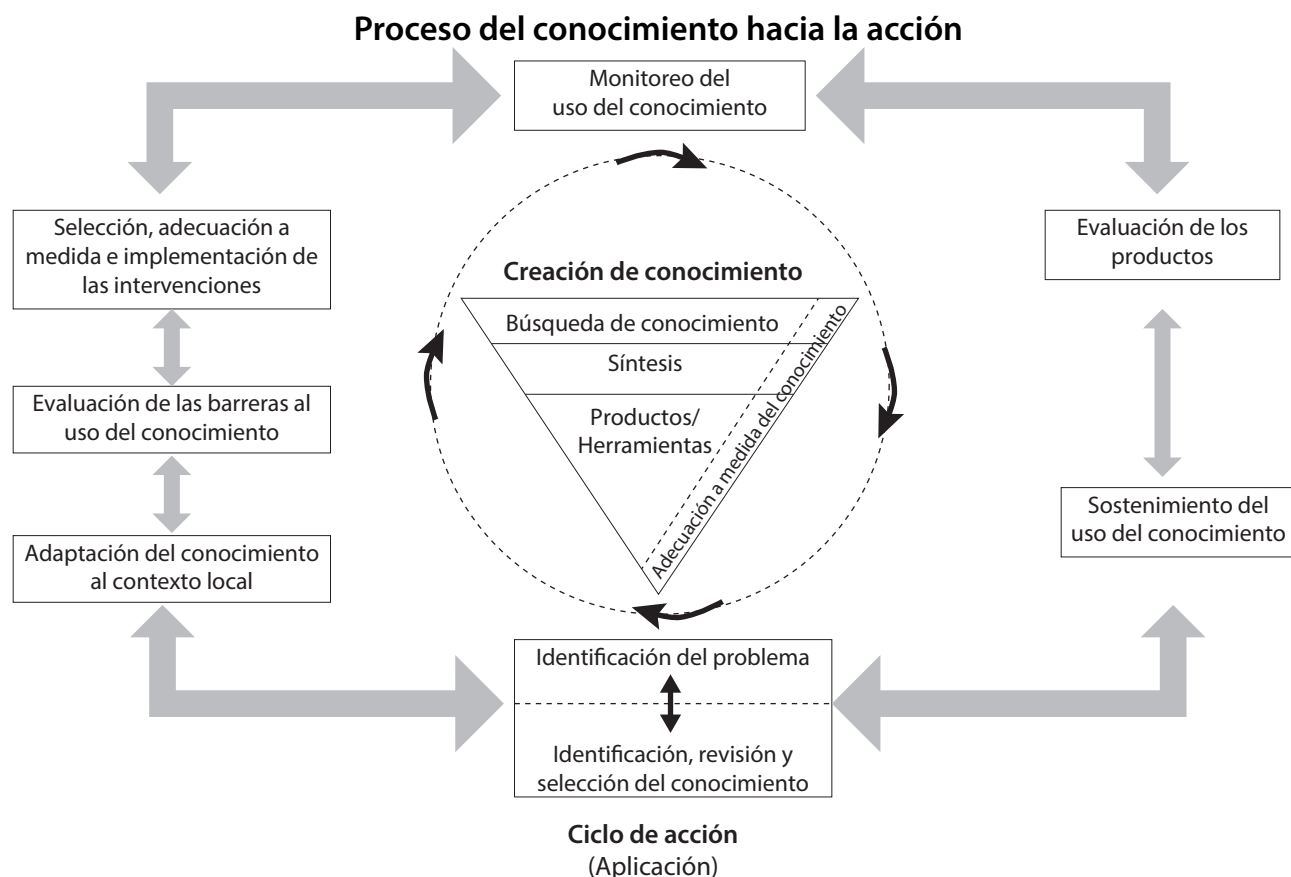 Proceso del conocimiento hacia la acción
Monitoreo del
uso del conocimiento
Selección, adecuación a
medida e implementación de
las intervenciones
Evaluación de los
productos
Creación de conocimiento
Búsqueda de conocimiento
Síntesis
Productos/
Herramientas
Adecuación a medida del conocimiento
Evaluación de las barreras al
uso del conocimiento
Sostenimiento del
uso del conocimiento
Adaptación del conocimiento
al contexto local
Identificación del problema
Identificación, revisión y
selección del conocimiento
Ciclo de acción
(Aplicación)